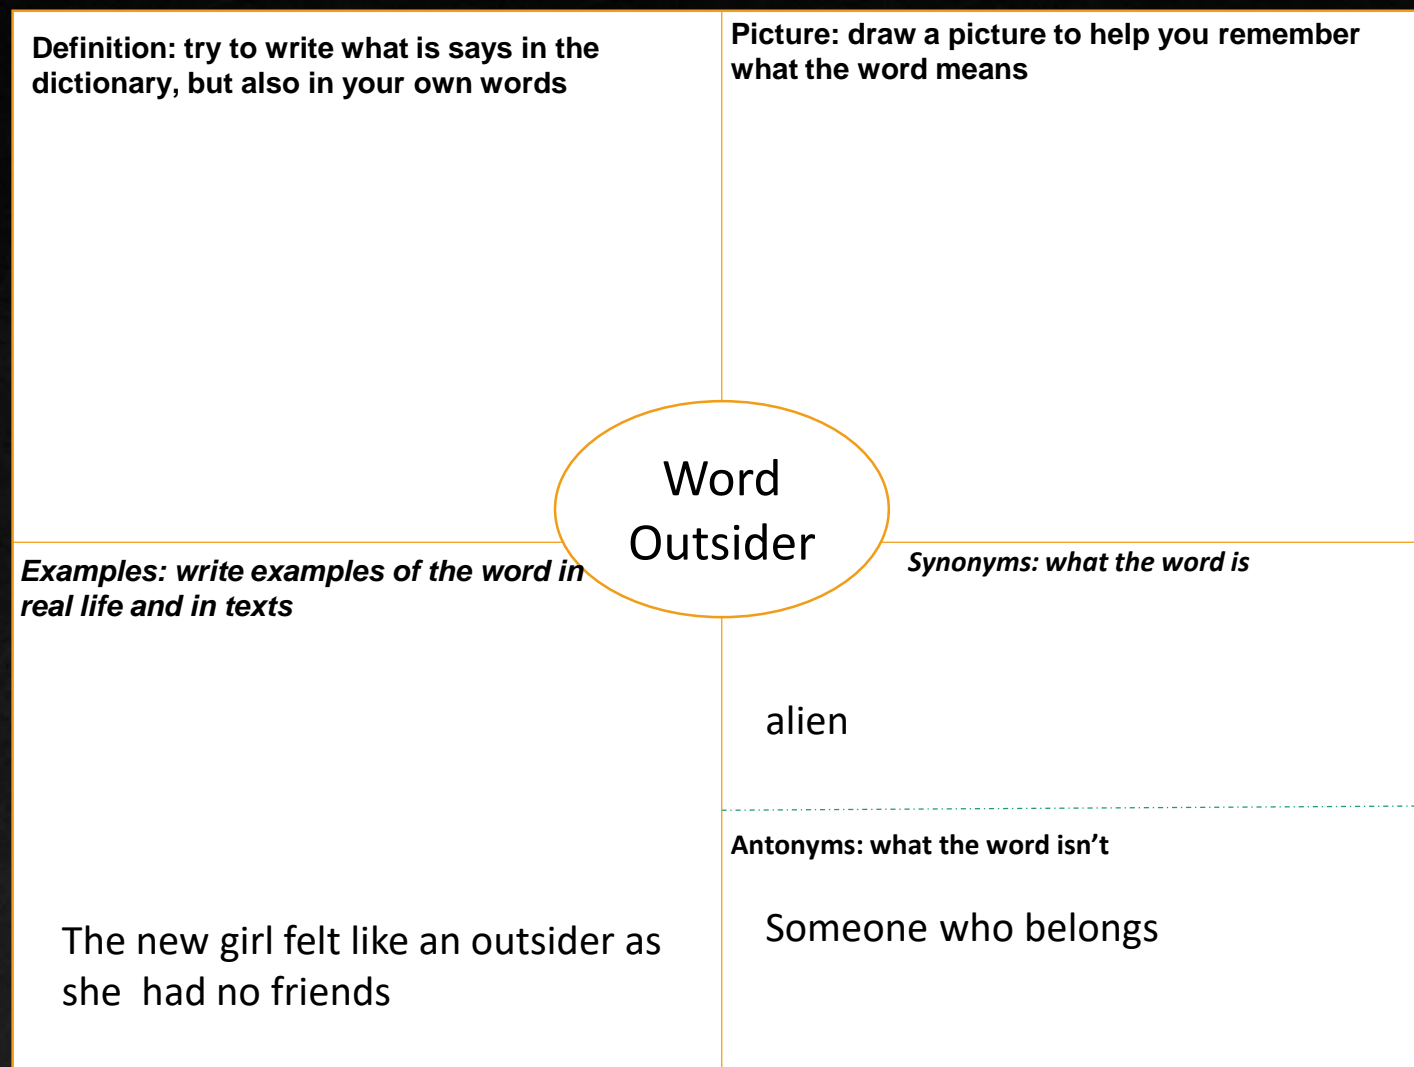 Definition: try to write what is says in the
dictionary, but also in your own words
Picture: draw a picture to help you remember
what the word means
Word
Outsider
Examples: write examples of the word in
real life and in texts
The new girl felt like an outsider as
she  had no friends
Synonyms: what the word is
alien
Antonyms: what the word isn’t
Someone who belongs